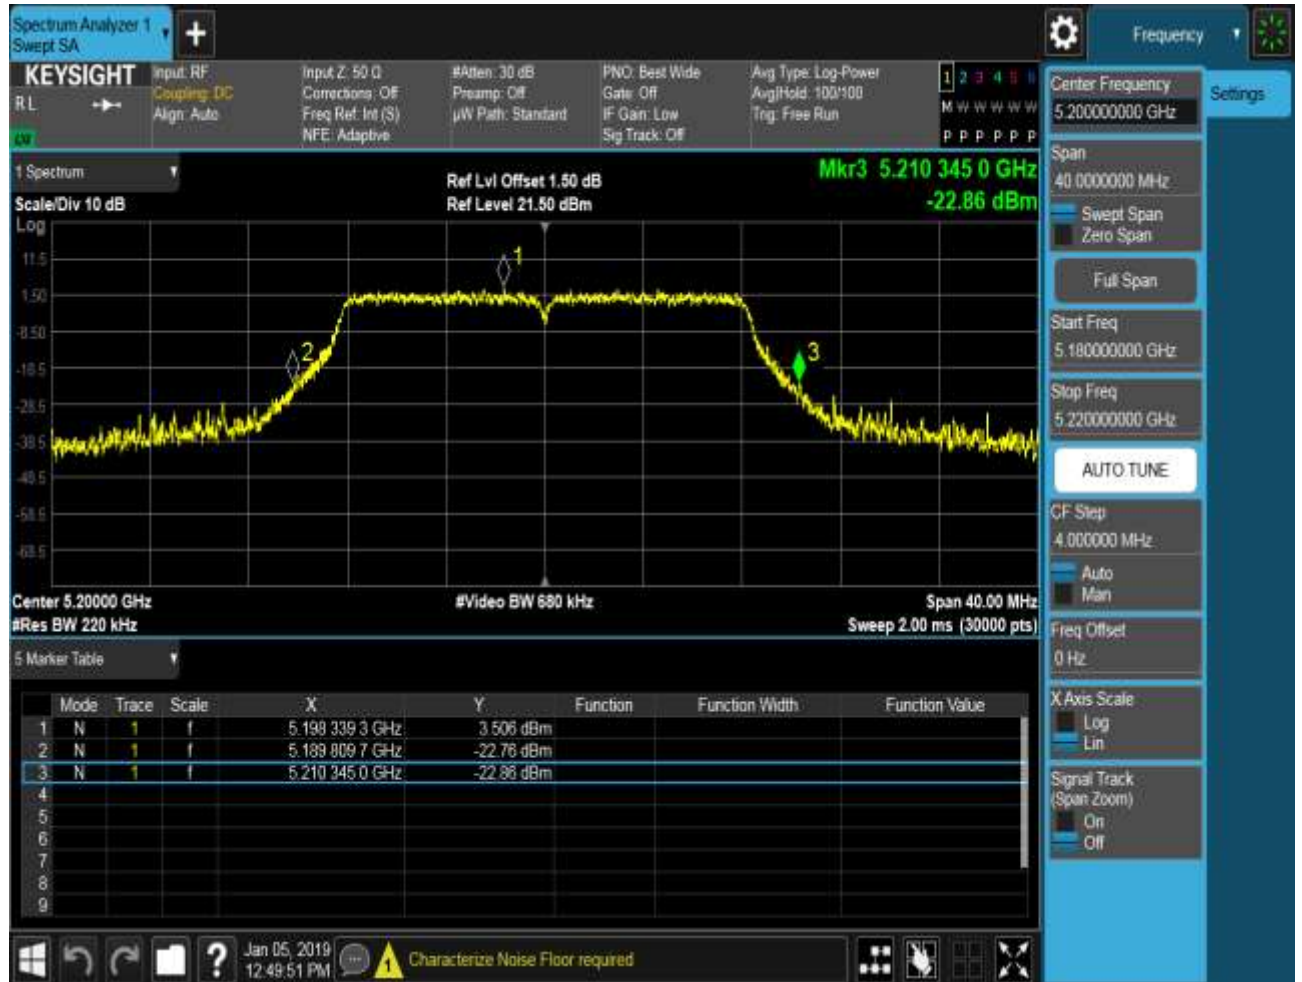 Spectrum Analyzer 1
Swept SA
Frequency
KEYSIGHT
R L
Input: RF
Coupling: DC
Align: Auto
Input Z: 50 Ω
Corrections: Off
Freq Ref: Int (S)
NFE: Adaptive
#Atten: 30 dB
Preamp: Off
µW Path: Standard
PNO: Best Wide
Gate: Off
IF Gain: Low
Sig Track: Off
Avg Type: Log-Power
Avg|Hold: 100/100
Trig: Free Run
1 2 3 4 5 6
M W W W W W
P P P P P P
1 Spectrum
Scale/Div 10 dB
Log
Ref Lvl Offset 1.50 dB
Ref Level 21.50 dBm
Mkr3 5.210 345 0 GHz
-22.86 dBm
11.5
1.50
-8.50
-18.5
-28.5
-38.5
-48.5
-58.5
-68.5
1
2
3
Center 5.20000 GHz
#Res BW 220 kHz
#Video BW 680 kHz
Span 40.00 MHz
Sweep 2.00 ms (30000 pts)
5 Marker Table
Mode Trace Scale X Y Function Function Width Function Value
1 N 1 f 5.198 339 3 GHz 3.506 dBm
2 N 1 f 5.189 809 7 GHz -22.76 dBm
3 N 1 f 5.210 345 0 GHz -22.86 dBm
4
5
6
7
8
9
Jan 05, 2019
12:49:51 PM
Characterize Noise Floor required
Settings
Center Frequency
5.200000000 GHz
Span
40.0000000 MHz
Swept Span
Zero Span
Full Span
Start Freq
5.180000000 GHz
Stop Freq
5.220000000 GHz
AUTO TUNE
CF Step
4.000000 MHz
Auto
Man
Freq Offset
0 Hz
X Axis Scale
Log
Lin
Signal Track
(Span Zoom)
On
Off